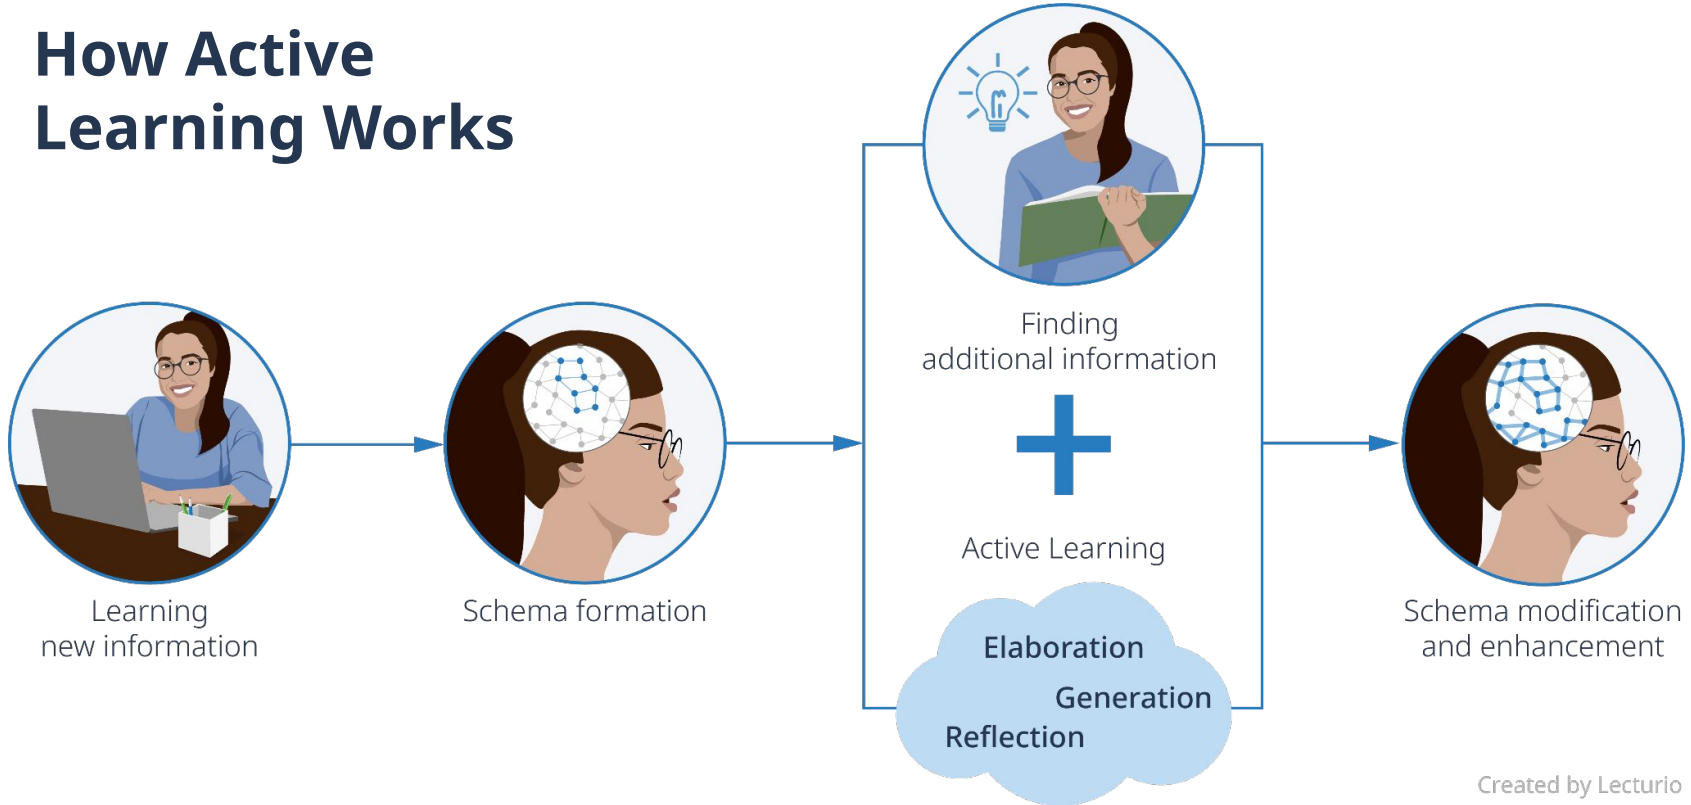 How Active
Learning Works
Learning
new information
Schema formation
Finding
additional information
Active Learning
Elaboration
Generation
Reflection
Schema modification
and enhancement
Created by Lecturio